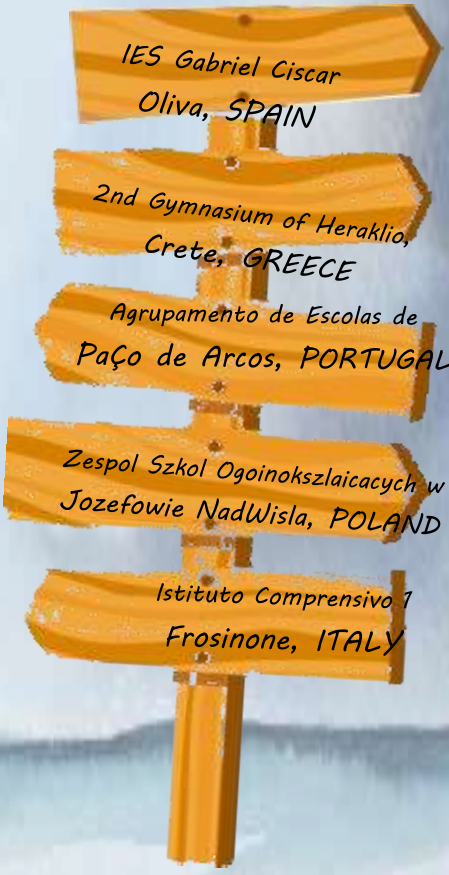 IES Gabriel Ciscar
Oliva, SPAIN
2nd Gymnasium of Heraklio,
Crete, GREECE
Agrupamento de Escolas de
PaÇo de Arcos, PORTUGAL
Zespol Szkol Ogoinokszlaicacych w
Jozefowie NadWisla, POLAND
Istituto Comprensivo 1
Frosinone, ITALY